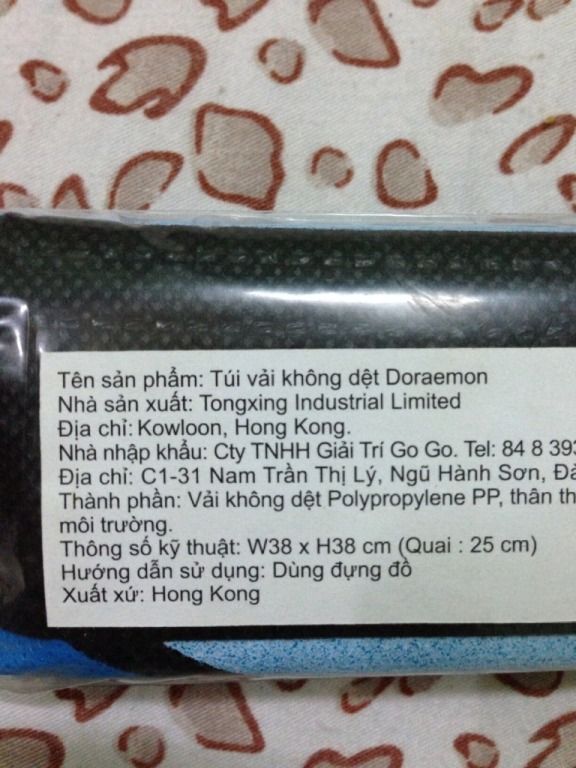 Tên sản phẩm: Túi vải không dệt Doraemon
Nhà sản xuất: Tongxing Industrial Limited
Địa chỉ: Kowloon, Hong Kong.
Nhà nhập khẩu: Cty TNHH Giải Trí Go Go. Tel: 84 8 393
Địa chỉ: C1-31 Nam Trần Thị Lý, Ngũ Hành Sơn,
Thành phần: Vải không dệt Polypropylene PP, thân th
môi trường.
Thông số kỹ thuật: W38 x H38 cm (Quai : 25 cm)
Hướng dẫn sử dụng: Dùng đựng đồ
Xuất xứ: Hong Kong